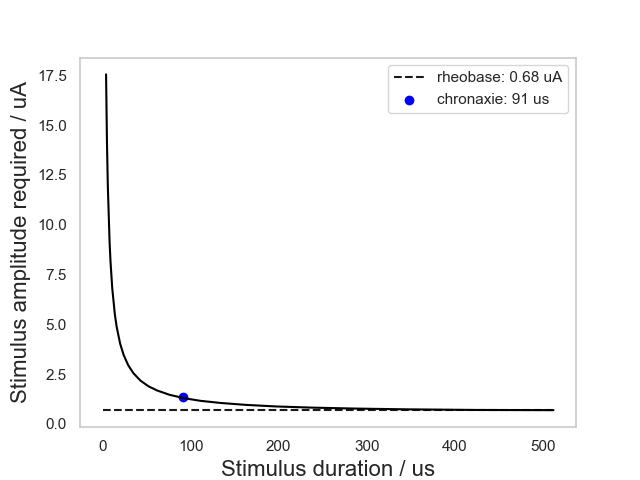 rheobase: 0.68 uA
chronaxie: 91 us
Stimulus amplitude required / uA
17.5
15.0
12.5
10.0
7.5
5.0
2.5
0.0
0 100 200 300 400 500
Stimulus duration / us